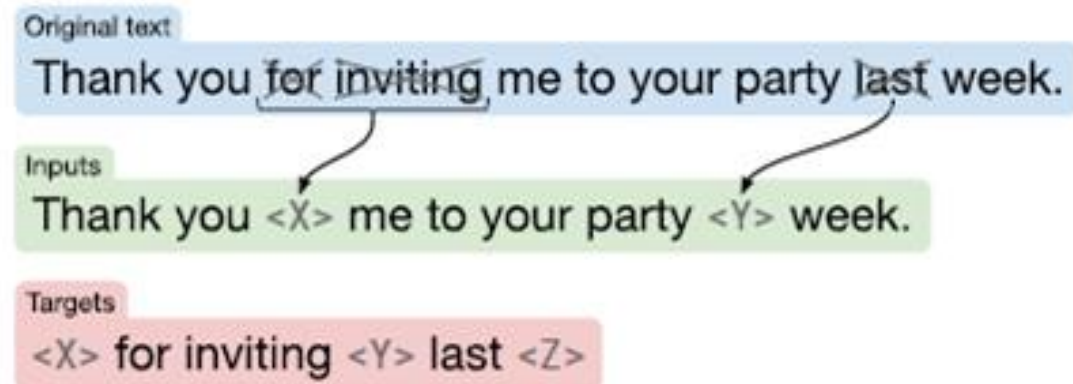 Original text
Thank you for inviting me to your party last week.
Inputs
Thank you <X> me to your party <Y> week.
Targets
<X> for inviting <Y> last <Z>